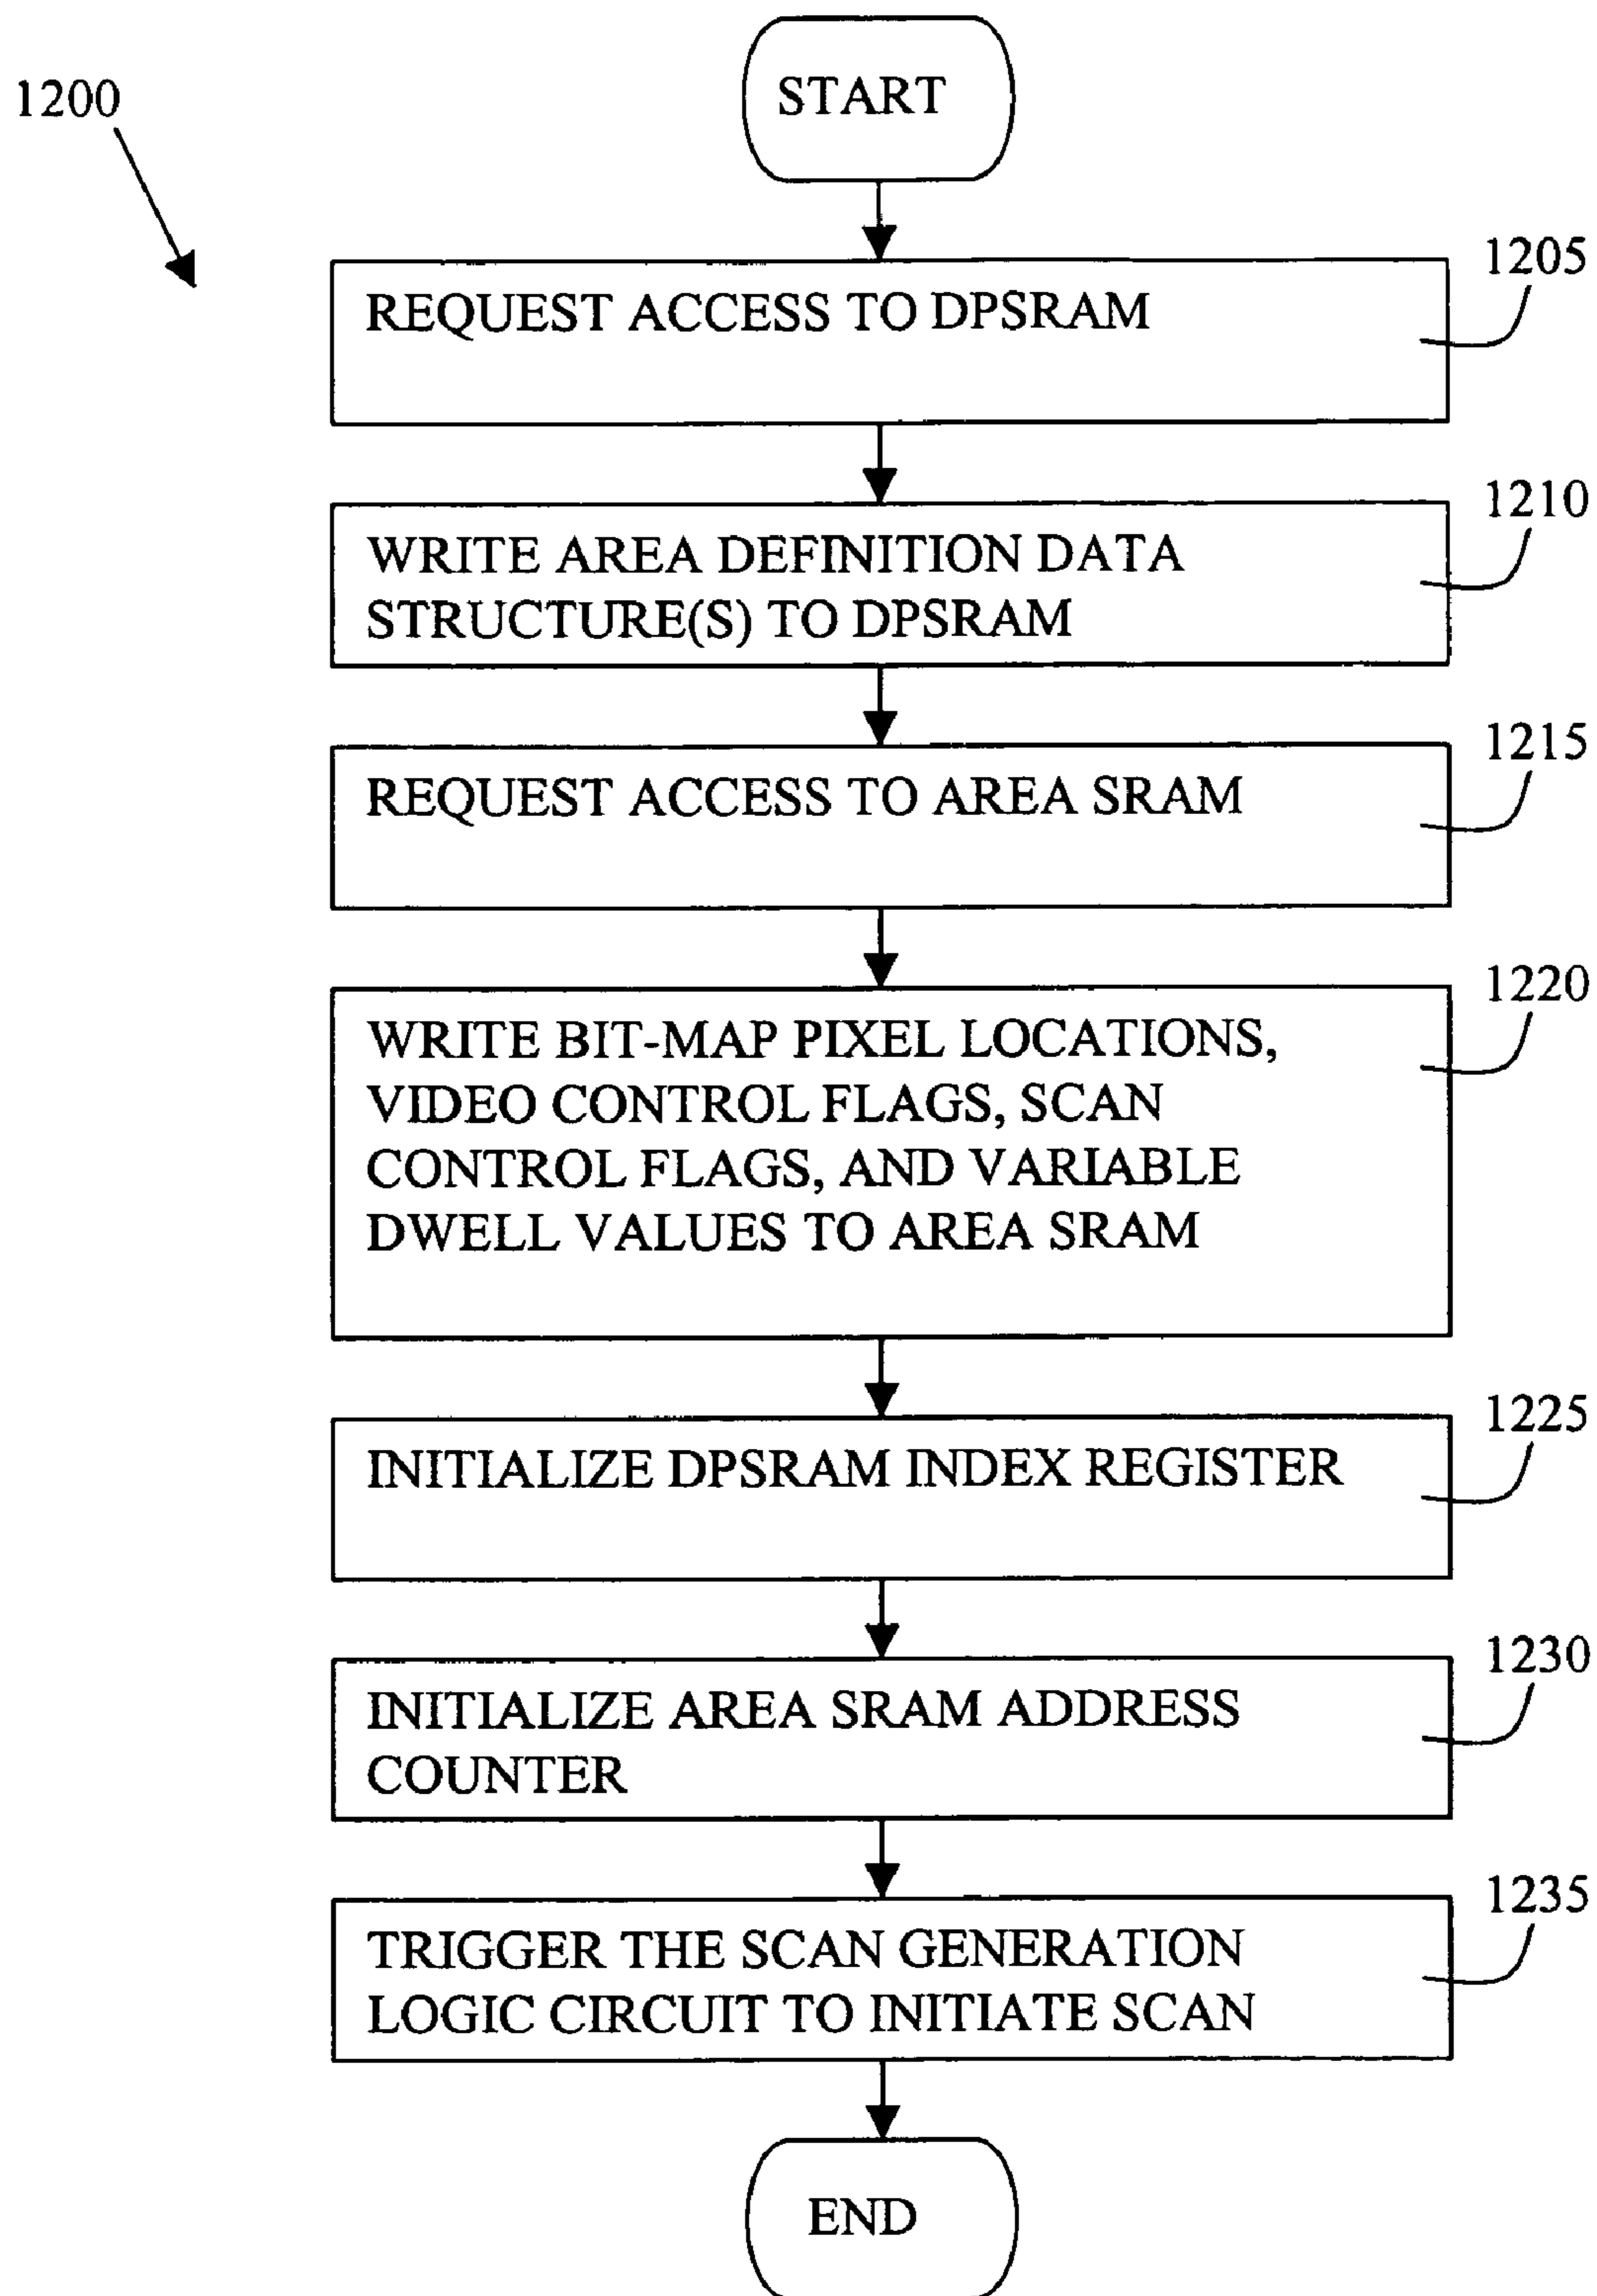 START
1200
1205
REQUEST ACCESS TO DPSRAM
1210
WRITE AREA DEFINITION DATA
STRUCTURE(S) TO DPSRAM
1215
REQUEST ACCESS TO AREA SRAM
1220
WRITE BIT-MAP PIXEL LOCATIONS,
VIDEO CONTROL FLAGS, SCAN
CONTROL FLAGS, AND VARIABLE
DWELL VALUES TO AREA SRAM
1225
INITIALIZE DPSRAM INDEX REGISTER
1230
INITIALIZE AREA SRAM ADDRESS
COUNTER
1235
TRIGGER THE SCAN GENERATION
LOGIC CIRCUIT TO INITIATE SCAN
END